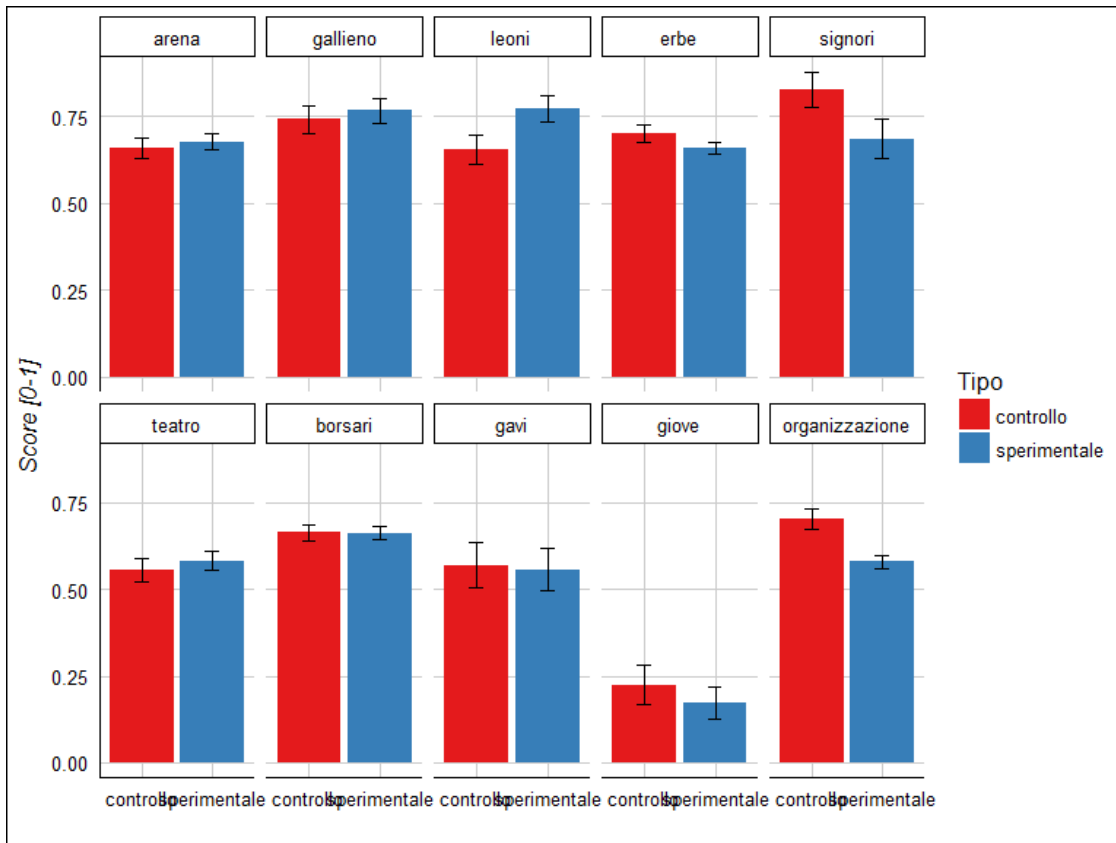 arena gallieno leoni erbe signori
0.75
0.50
0.25
0.00
Score [0-1]
Tipo
controllo
sperimentale
teatro borsari gavi giove organizzazione
0.75
0.50
0.25
0.00
controllo sperimentale controllo sperimentale controllo sperimentale controllo sperimentale controllo sperimentale